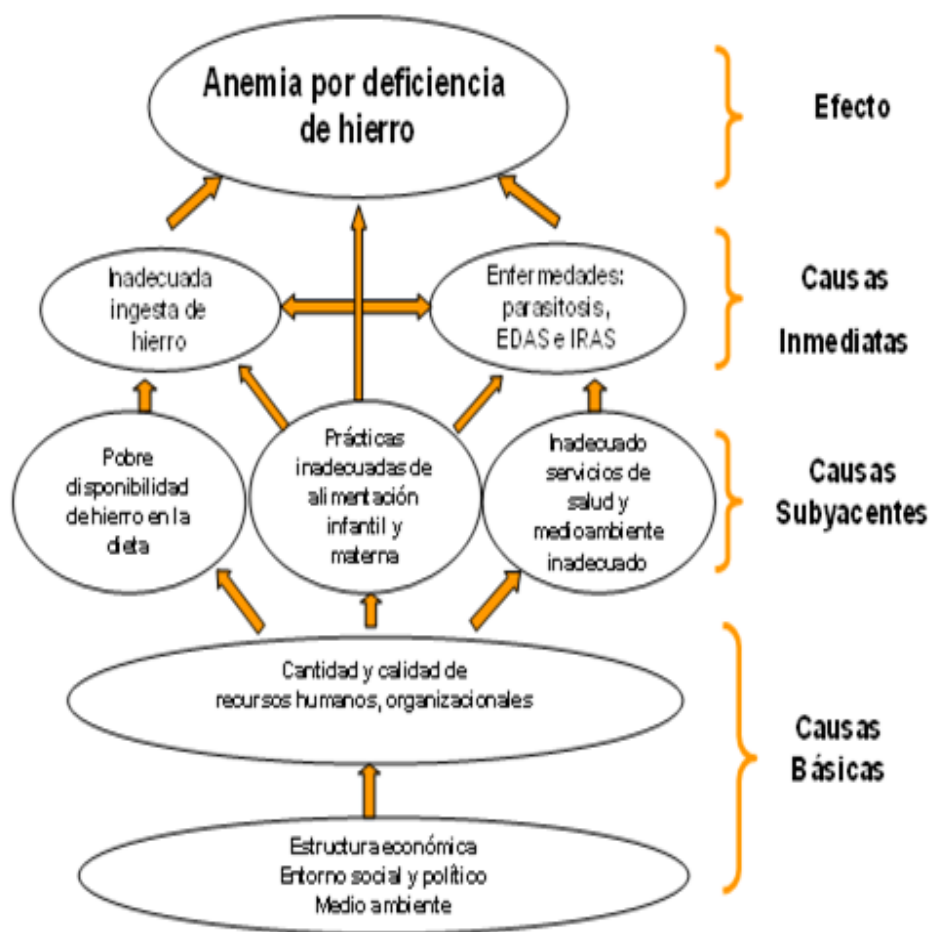 Anemia por deficiencia
de hierro
Efecto
Inadecuada
ingesta de
hierro
Enfermedades:
parasitosis,
EDAS e IRAS
Causas
Inmediatas
Pobre
disponibilidad
de hierro en la
dieta
Prácticas
inadecuadas de
alimentación
infantil y
materna
Inadecuado
servicios de
salud y
medioambiente
inadecuado
Causas
Subyacentes
Cantidad y calidad de
recursos humanos, organizacionales
Causas
Básicas
Estructura económica
Entorno social y político
Medio ambiente